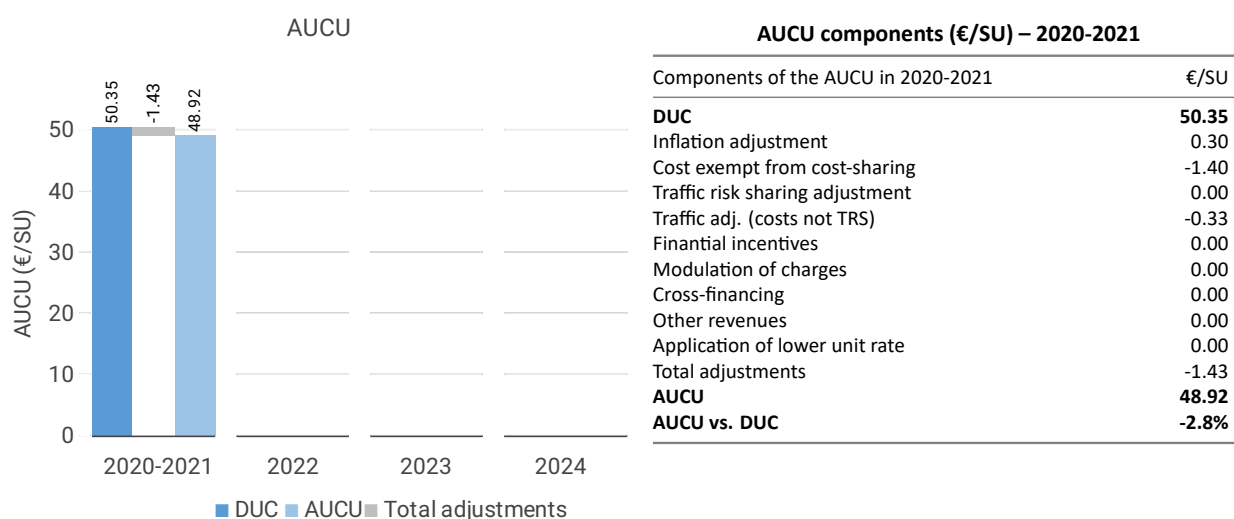 AUCU
50.35
-1.43
48.92
50
40
30
20
10
0
AUCU (€/SU)
2020-2021 2022 2023 2024
DUC AUCU Total adjustments
AUCU components (€/SU) – 2020-2021
Components of the AUCU in 2020-2021 €/SU
DUC 50.35
Inflation adjustment 0.30
Cost exempt from cost-sharing -1.40
Traffic risk sharing adjustment 0.00
Traffic adj. (costs not TRS) -0.33
Finantial incentives 0.00
Modulation of charges 0.00
Cross-financing 0.00
Other revenues 0.00
Application of lower unit rate 0.00
Total adjustments -1.43
AUCU 48.92
AUCU vs. DUC -2.8%